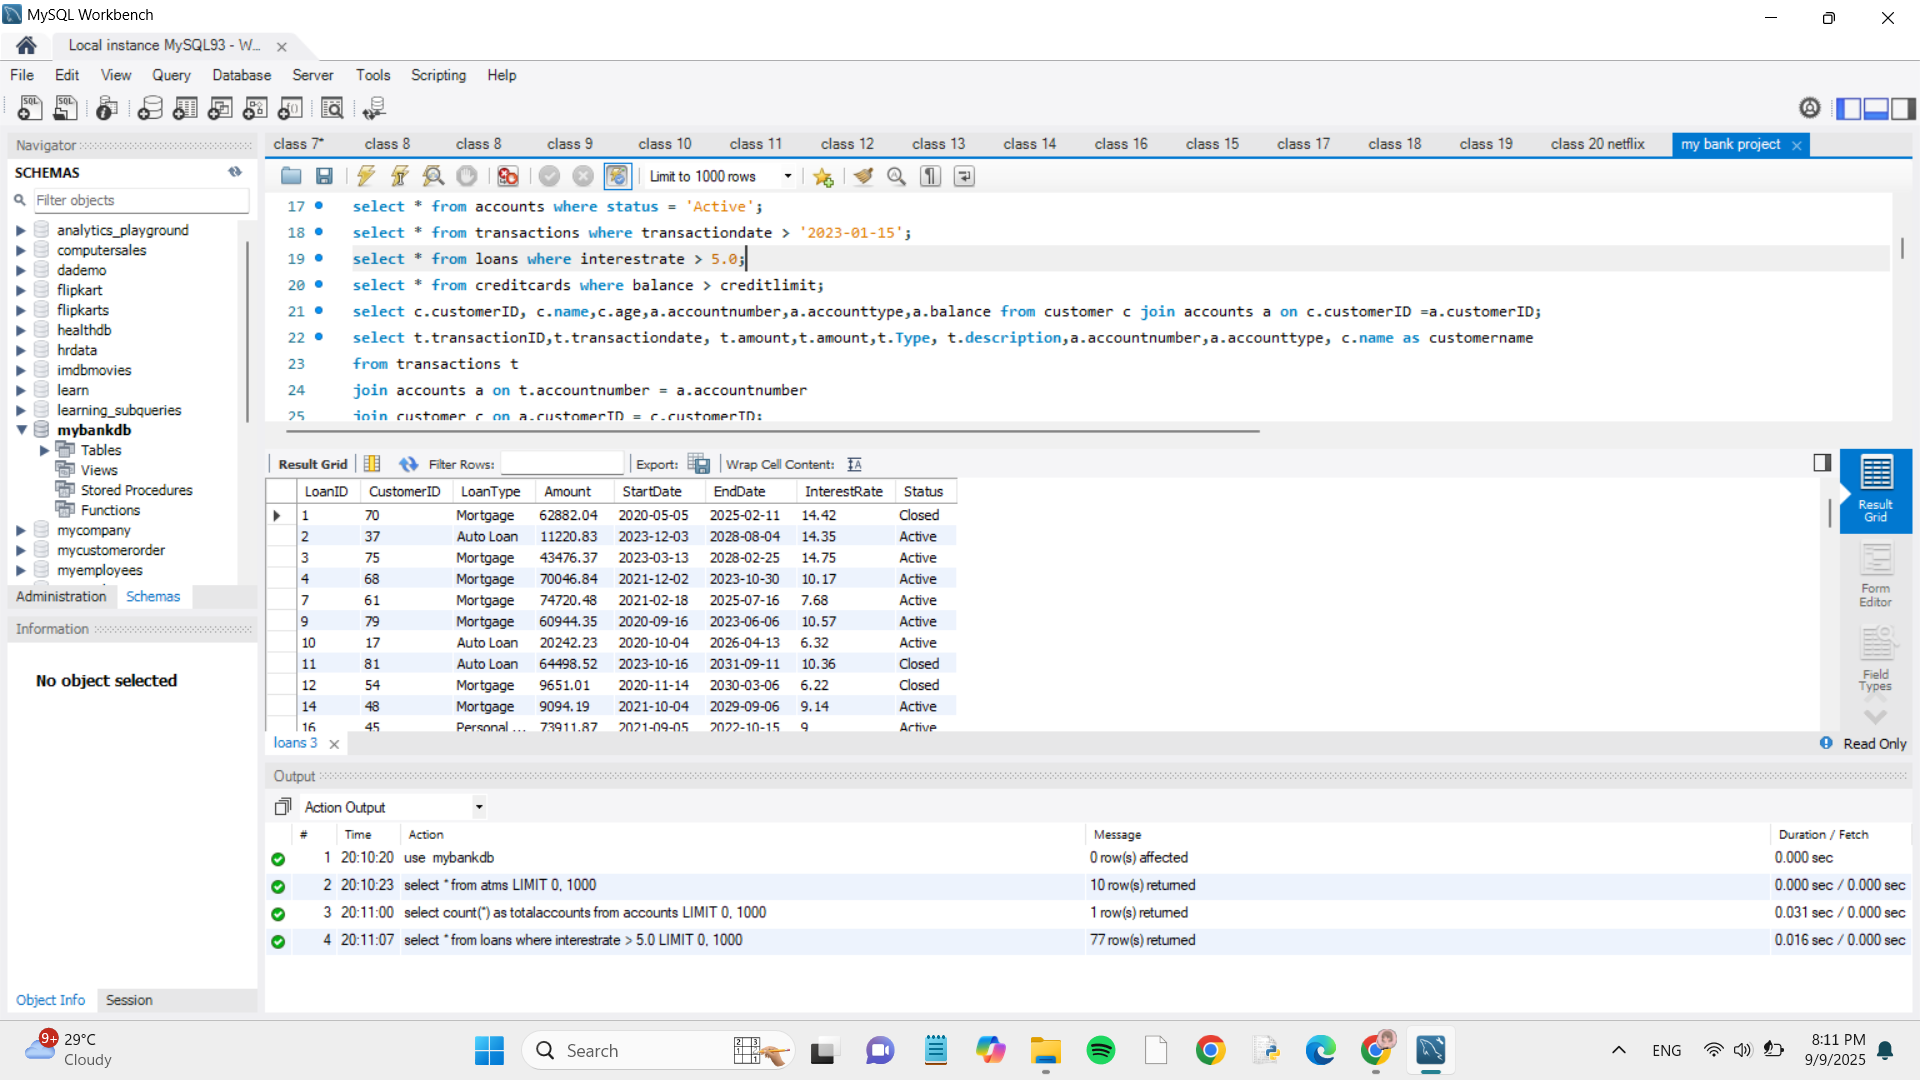 MySQL Workbench
Local instance MySQL93 - W...
File Edit View Query Database Server Tools Scripting Help
Navigator
SCHEMAS
Filter objects
analytics_playground
computersales
dademo
flipkart
flipkarts
healthdb
hrdata
imdbmovies
learn
learning_subqueries
mybankdb
Tables
Views
Stored Procedures
Functions
mycompany
mycustomerorder
myemployees
Administration Schemas
Information
No object selected
Object Info Session
class 7* class 8 class 8 class 9 class 10 class 11 class 12 class 13 class 14 class 16 class 15 class 17 class 18 class 19 class 20 netflix my bank project
Limit to 1000 rows
17 select * from accounts where status = 'Active';
18 select * from transactions where transactiondate > '2023-01-15';
19 select * from loans where interestrate > 5.0;
20 select * from creditcards where balance > creditlimit;
21 select c.customerID, c.name,c.age,a.accountnumber,a.accounttype,a.balance from customer c join accounts a on c.customerID =a.customerID;
22 select t.transactionID,t.transactiondate, t.amount,t.amount,t.Type, t.description,a.accountnumber,a.accounttype, c.name as customername
23 from transactions t
24 join accounts a on t.accountnumber = a.accountnumber
25 join customer c on a.customerID = c.customerID;
Result Grid Filter Rows: Export: Wrap Cell Content:
LoanID CustomerID LoanType Amount StartDate EndDate InterestRate Status
1 70 Mortgage 62882.04 2020-05-05 2025-02-11 14.42 Closed
2 37 Auto Loan 11220.83 2023-12-03 2028-08-04 14.35 Active
3 75 Mortgage 43476.37 2023-03-13 2028-02-25 14.75 Active
4 68 Mortgage 70046.84 2021-12-02 2023-10-30 10.17 Active
7 61 Mortgage 74720.48 2021-02-18 2025-07-16 7.68 Active
9 79 Mortgage 60944.35 2020-09-16 2023-06-06 10.57 Active
10 17 Auto Loan 20242.23 2020-10-04 2026-04-13 6.32 Active
11 81 Auto Loan 64498.52 2023-10-16 2031-09-11 10.36 Closed
12 54 Mortgage 9651.01 2020-11-14 2030-03-06 6.22 Closed
14 48 Mortgage 9094.19 2021-10-04 2029-09-06 9.14 Active
16 45 Personal ... 73911.87 2021-09-05 2022-10-15 9 Active
Result Grid
Form Editor
Field Types
loans 3
Read Only
Output
Action Output
# Time Action Message Duration / Fetch
1 20:10:20 use mybankdb 0 row(s) affected 0.000 sec
2 20:10:23 select * from atms LIMIT 0, 1000 10 row(s) returned 0.000 sec / 0.000 sec
3 20:11:00 select count(*) as totalaccounts from accounts LIMIT 0, 1000 1 row(s) returned 0.031 sec / 0.000 sec
4 20:11:07 select * from loans where interestrate > 5.0 LIMIT 0, 1000 77 row(s) returned 0.016 sec / 0.000 sec
9+
29°C
Cloudy
Search
ENG
8:11 PM
9/9/2025